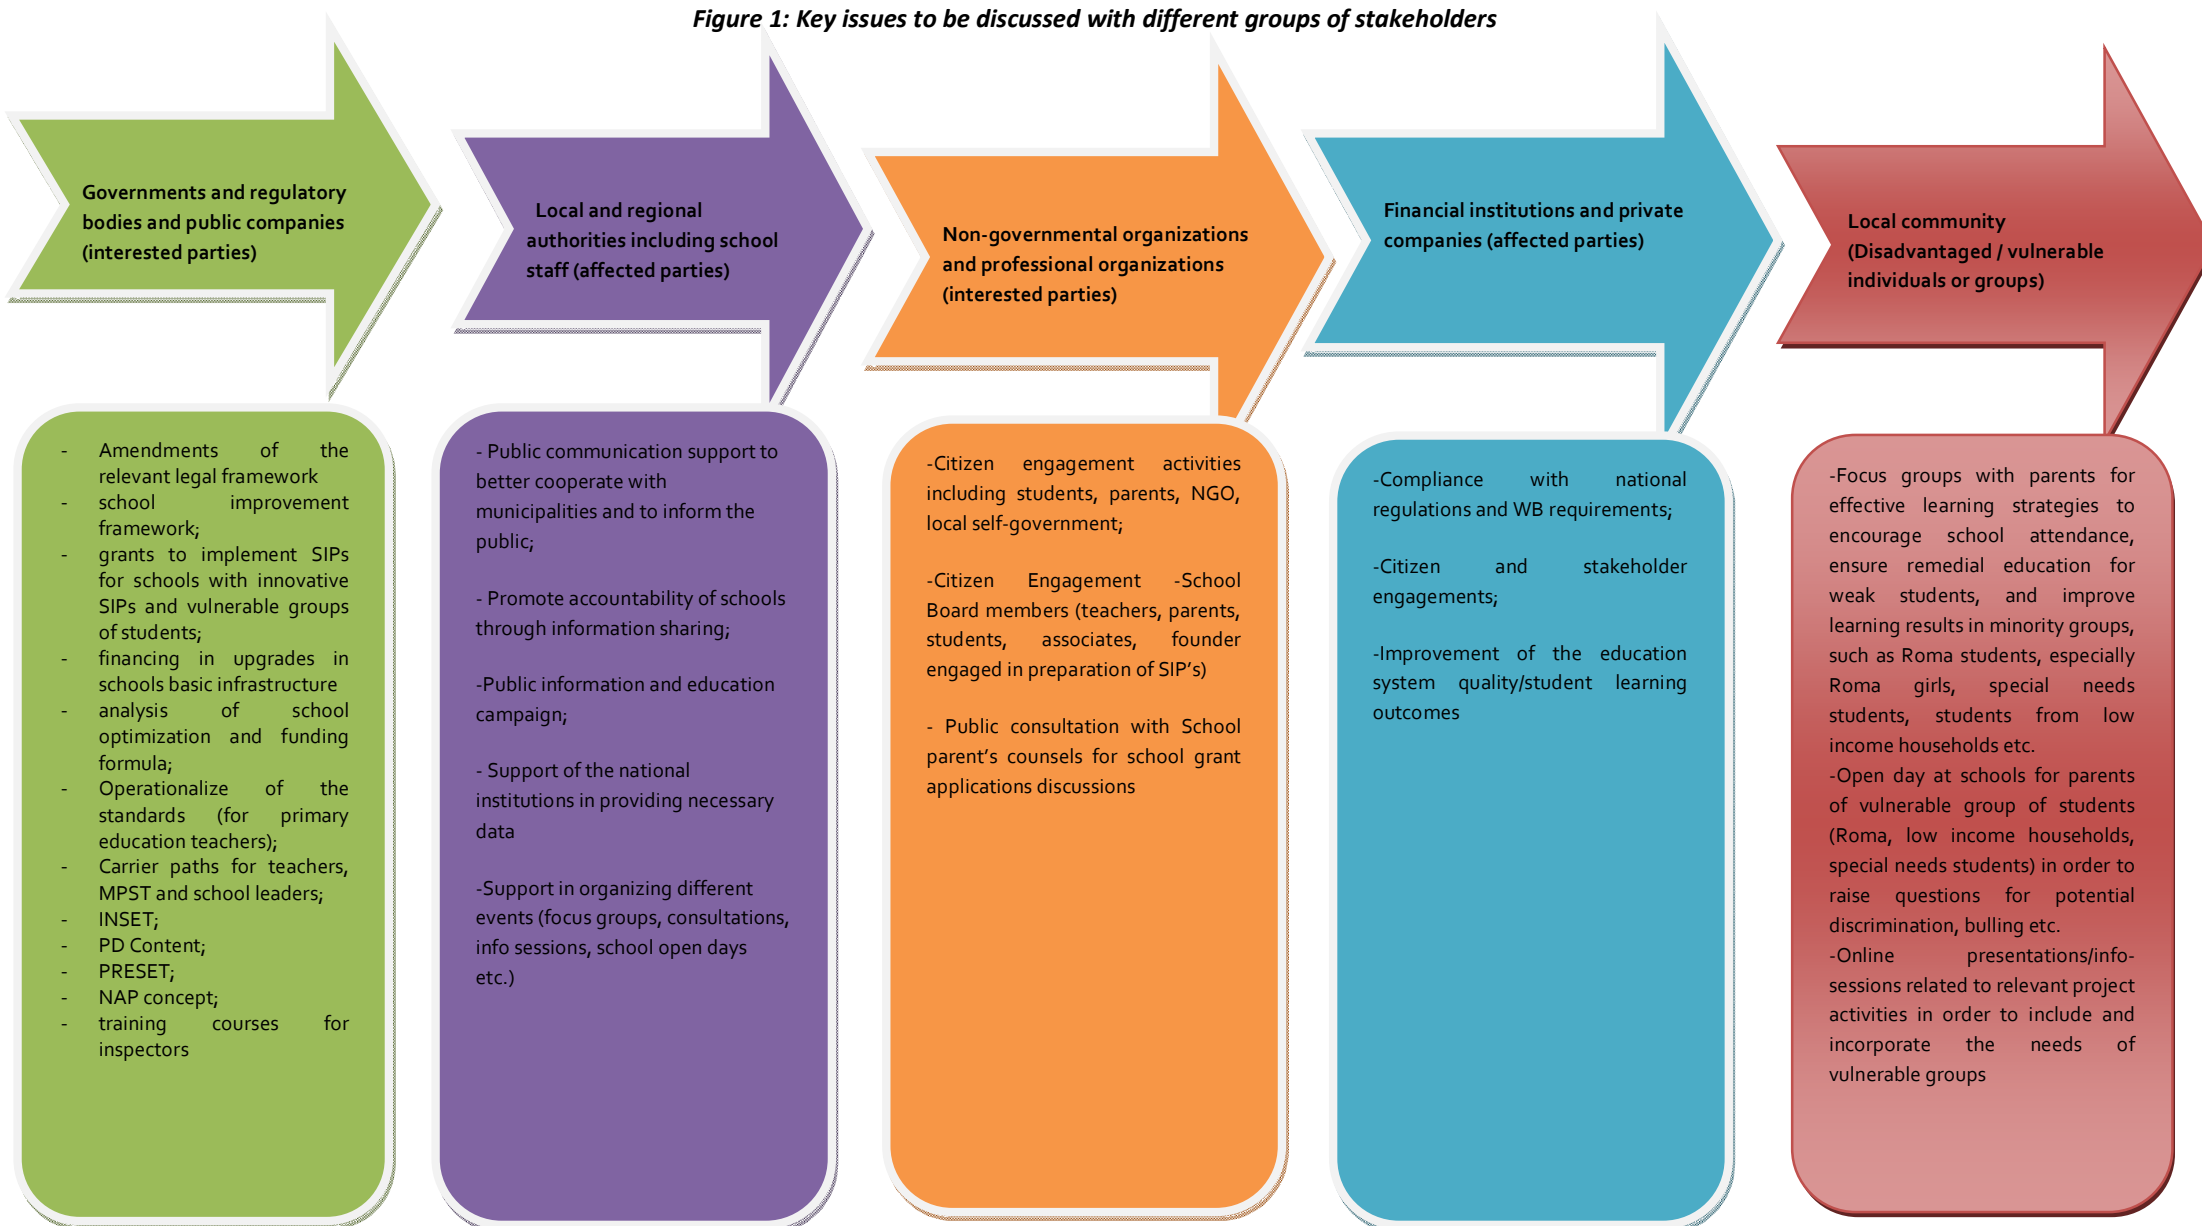 Figure 1: Key issues to be discussed with different groups of stakeholders
Governments and regulatory
bodies and public companies
(interested parties)
Local and regional
authorities including school
staff (affected parties)
Non-governmental organizations
and professional organizations
(interested parties)
Financial institutions and private
companies (affected parties)
Local community
(Disadvantaged / vulnerable
individuals or groups)
- Amendments of the
relevant legal framework
- school improvement
framework;
- grants to implement SIPs
for schools with innovative
SIPs and vulnerable groups
of students;
- financing in upgrades in
schools basic infrastructure
- analysis of school
optimization and funding
formula;
- Operationalize of the
standards (for primary
education teachers);
- Carrier paths for teachers,
MPST and school leaders;
- INSET;
- PD Content;
- PRESET;
- NAP concept;
- training courses for
inspectors
- Public communication support to
better cooperate with
municipalities and to inform the
public;
- Promote accountability of schools
through information sharing;
-Public information and education
campaign;
- Support of the national
institutions in providing necessary
data
-Support in organizing different
events (focus groups, consultations,
info sessions, school open days
etc.)
-Citizen engagement activities
including students, parents, NGO,
local self-government;
-Citizen Engagement -School
Board members (teachers, parents,
students, associates, founder
engaged in preparation of SIP's)
- Public consultation with School
parent's counsels for school grant
applications discussions
-Compliance with national
regulations and WB requirements;
-Citizen and stakeholder
engagements;
-Improvement of the education
system quality/student learning
outcomes
-Focus groups with parents for
effective learning strategies to
encourage school attendance,
ensure remedial education for
weak students, and improve
learning results in minority groups,
such as Roma students, especially
Roma girls, special needs
students, students from low
income households etc.
-Open day at schools for parents
of vulnerable group of students
(Roma, low income households,
special needs students) in order to
raise questions for potential
discrimination, bulling etc.
-Online presentations/info-
sessions related to relevant project
activities in order to include and
incorporate the needs of
vulnerable groups